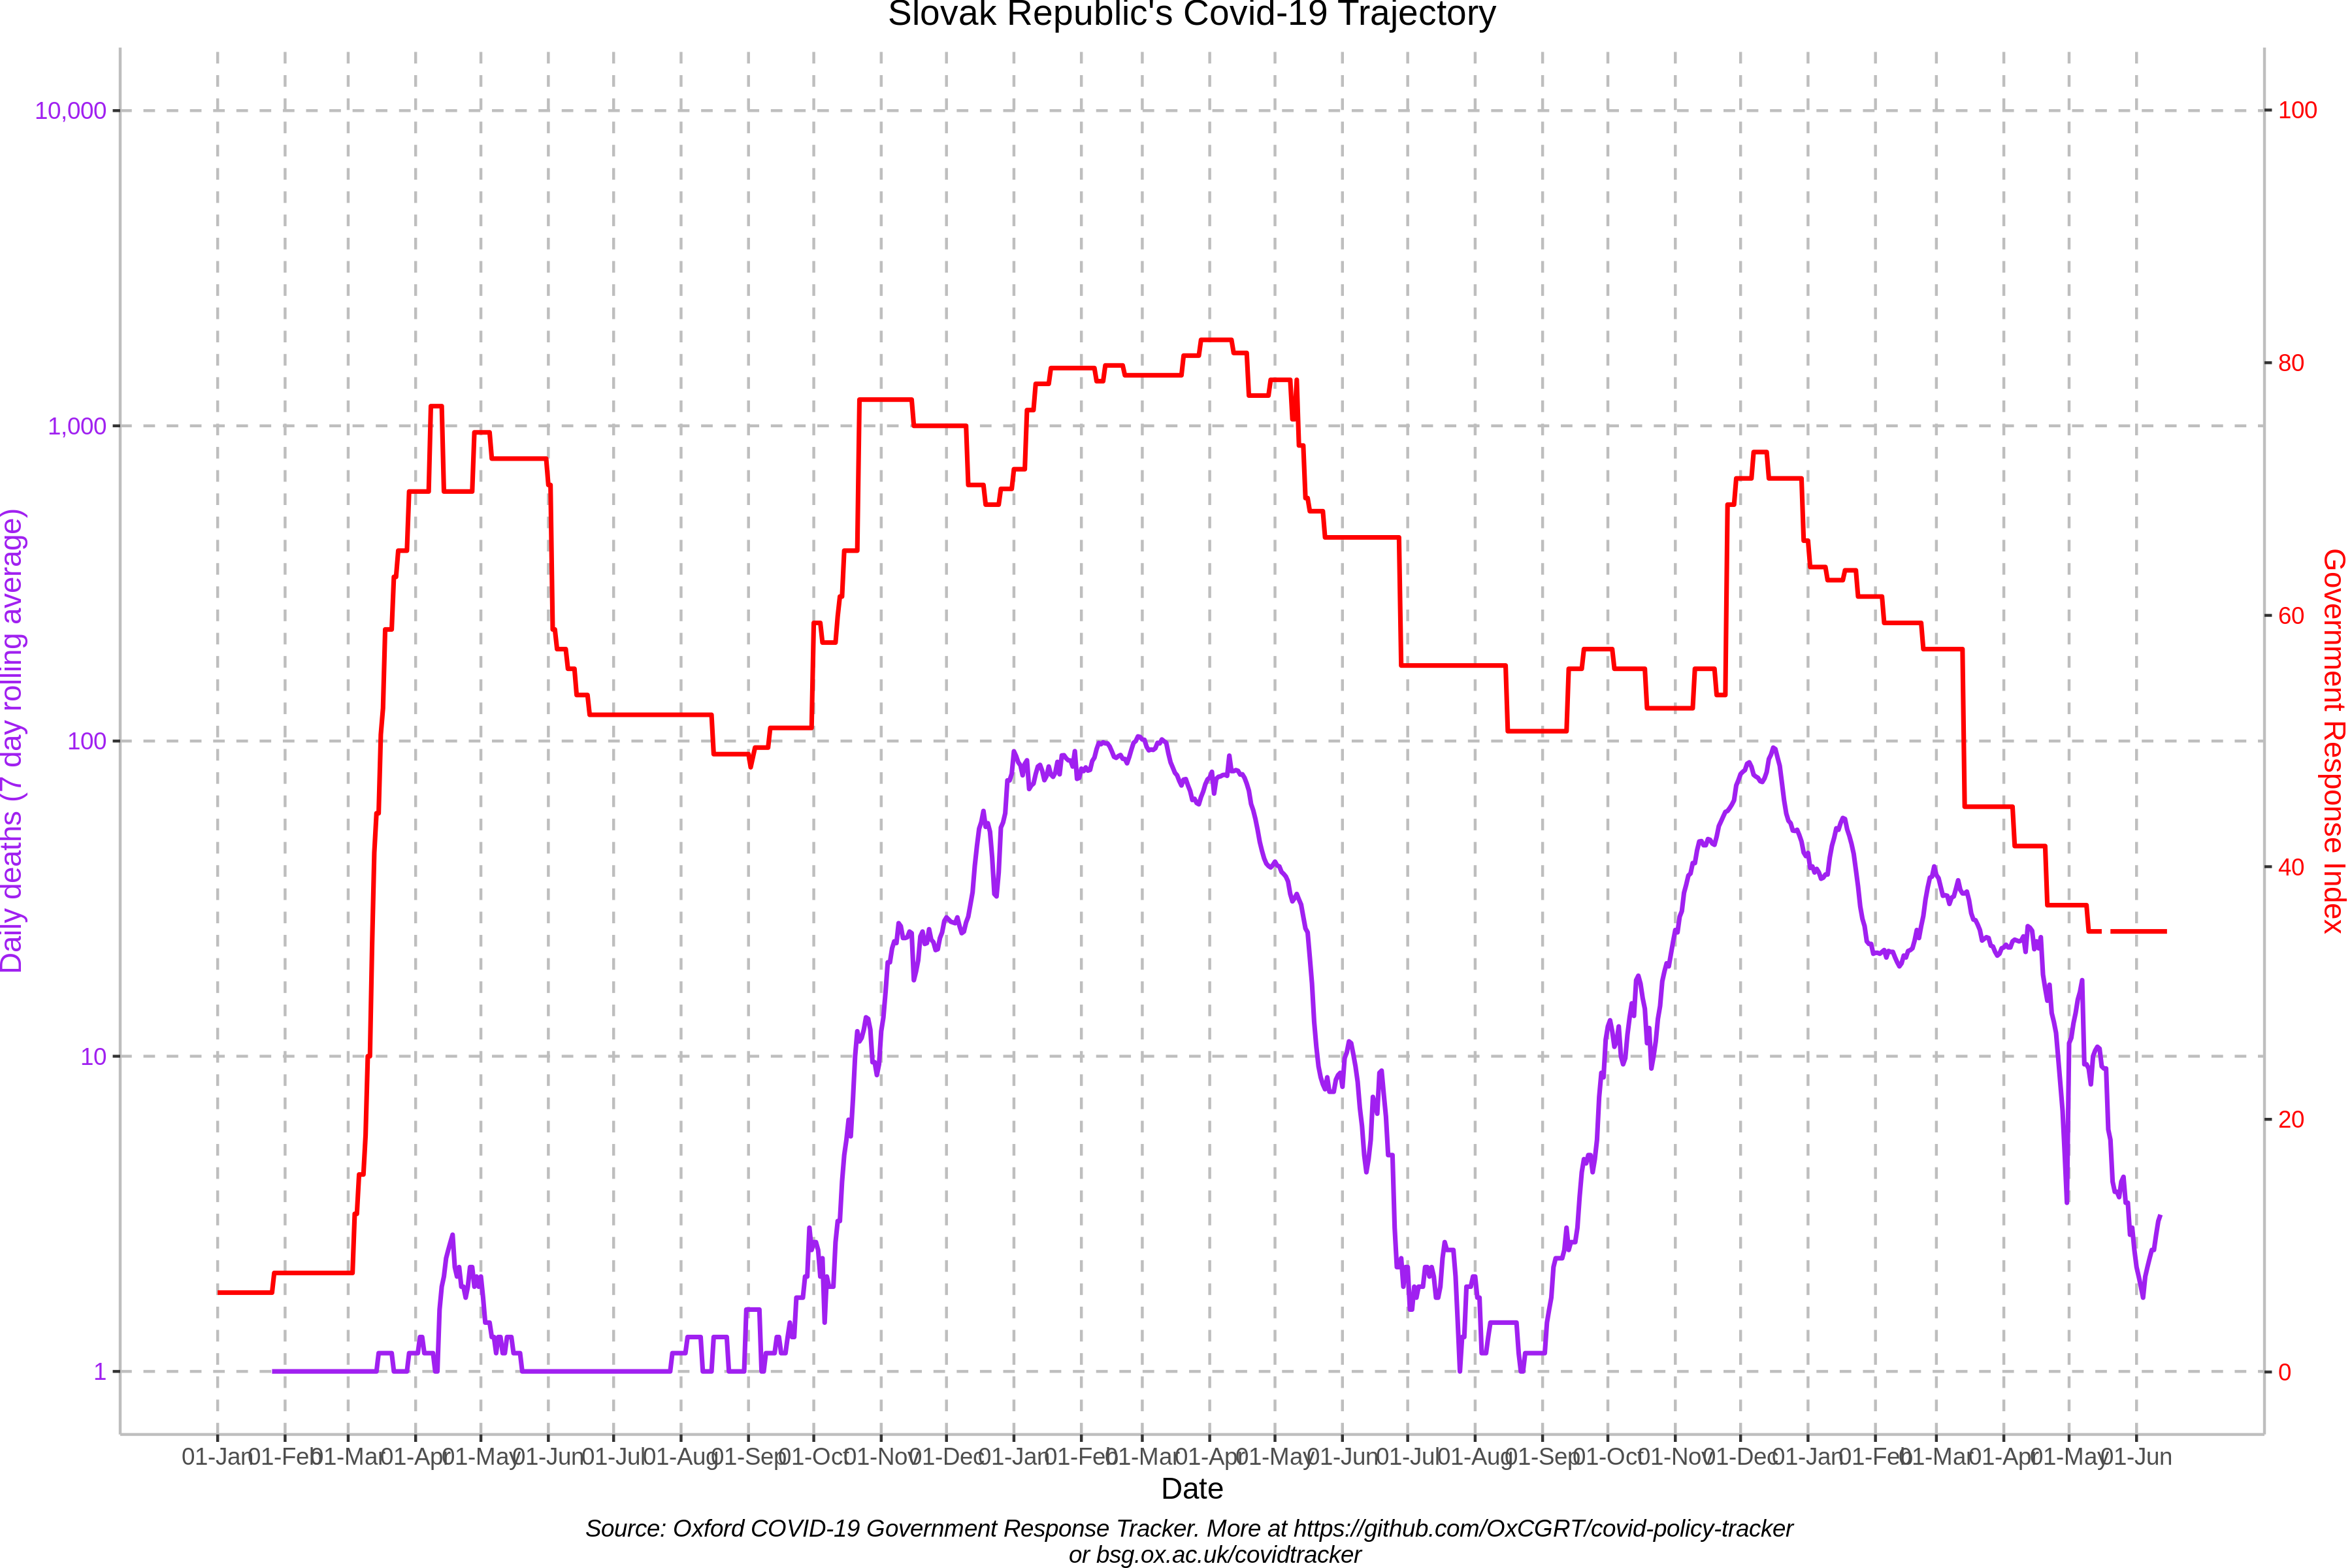 Slovak Republic's Covid-19 Trajectory
10,000
1,000
100
10
1
Daily deaths (7 day rolling average)
100
80
60
40
20
0
Government Response Index
01-Jan 01-Feb 01-Mar 01-Apr 01-May 01-Jun 01-Jul 01-Aug 01-Sep 01-Oct 01-Nov 01-Dec 01-Jan 01-Feb 01-Mar 01-Apr 01-May 01-Jun 01-Jul 01-Aug 01-Sep 01-Oct 01-Nov 01-Dec 01-Jan 01-Feb 01-Mar 01-Apr 01-May 01-Jun
Date
Source: Oxford COVID-19 Government Response Tracker. More at https://github.com/OxCGRT/covid-policy-tracker
or bsg.ox.ac.uk/covidtracker